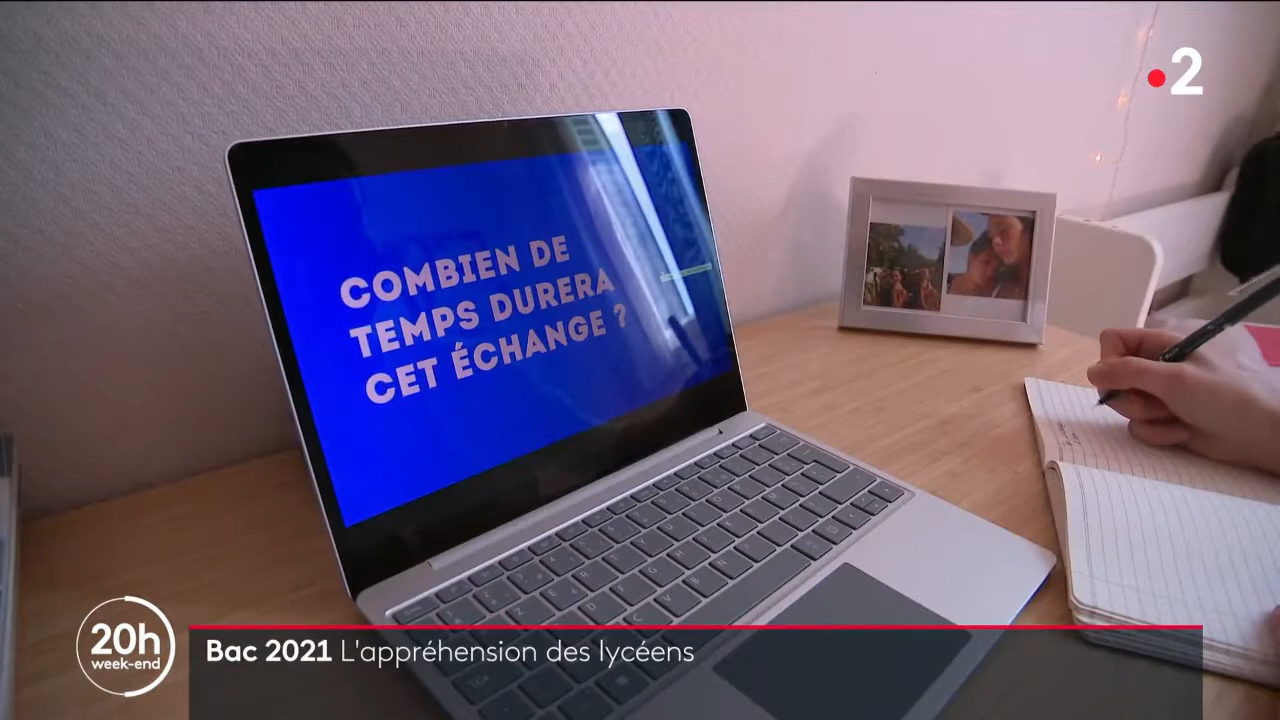 2
COMBIEN DE
TEMPS DURERA
CET ÉCHANGE ?
20h
week-end
Bac 2021 L'appréhension des lycéens